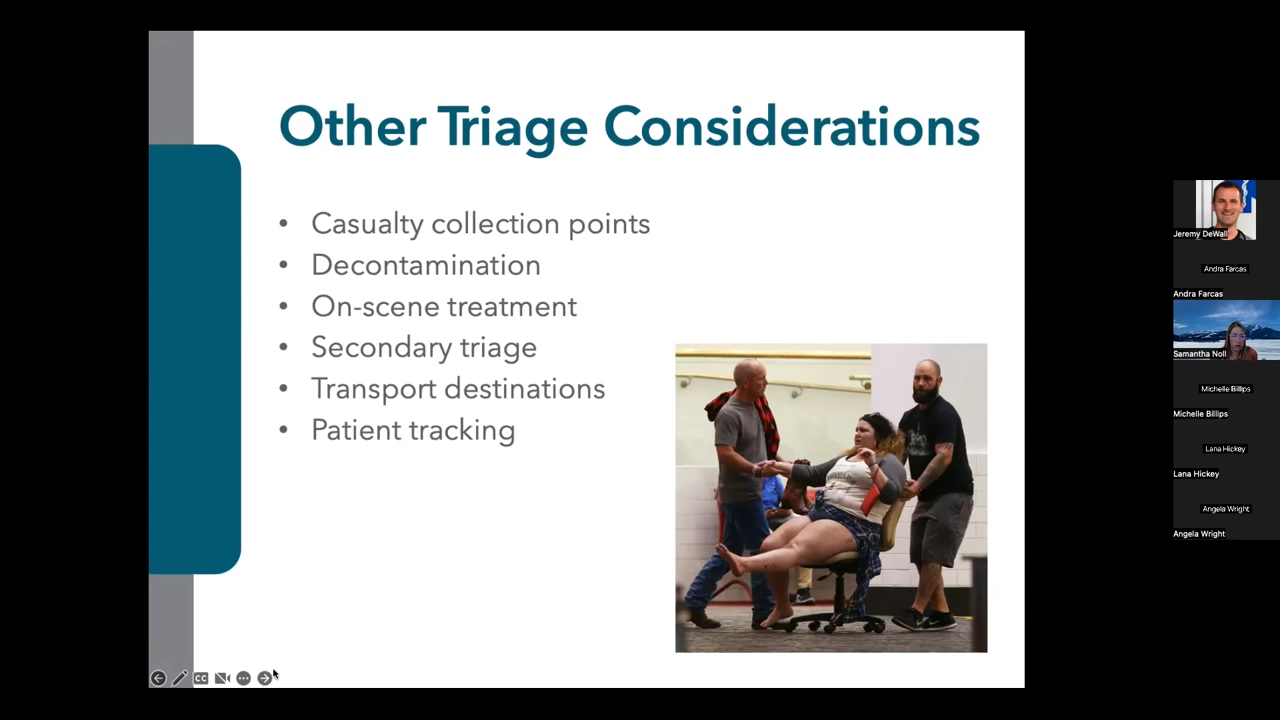 Other Triage Considerations
• Casualty collection points
• Decontamination
• On-scene treatment
• Secondary triage
• Transport destinations
• Patient tracking
CC
Jeremy DeWall
Andra Farcas
Andra Farcas
Samantha Noll
Michelle Billips
Michelle Billips
Lana Hickey
Lana Hickey
Angela Wright
Angela Wright